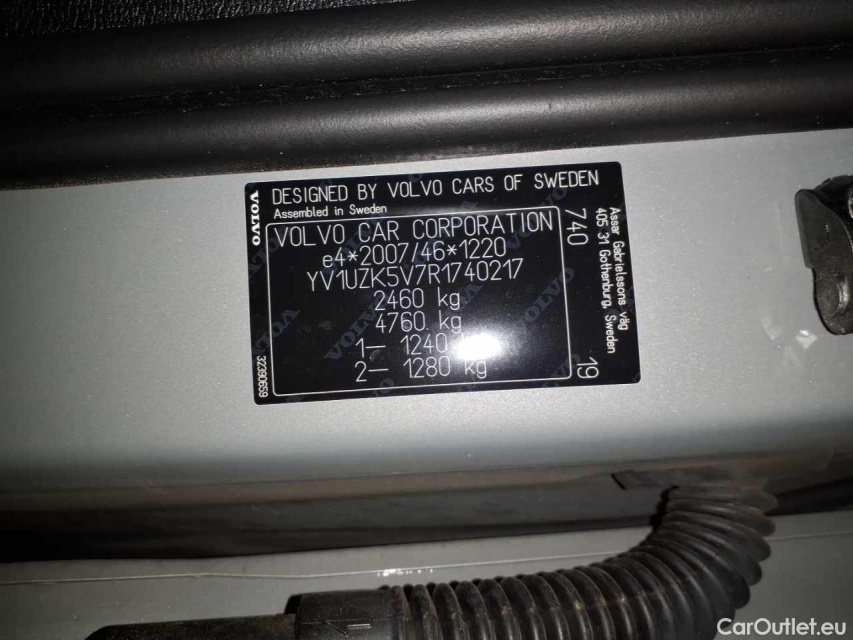 VOLVO
DESIGNED BY VOLVO CARS OF SWEDEN
Assembled in Sweden
VOLVO CAR CORPORATION
e4*2007/46*1220
YV1UZK5V7R1740217
2460 kg
4760 kg
1– 1240
2– 1280 kg
740
19
Assar Gabrielssons väg
405 31 Gothenburg, Sweden
32390659
CarOutlet.eu